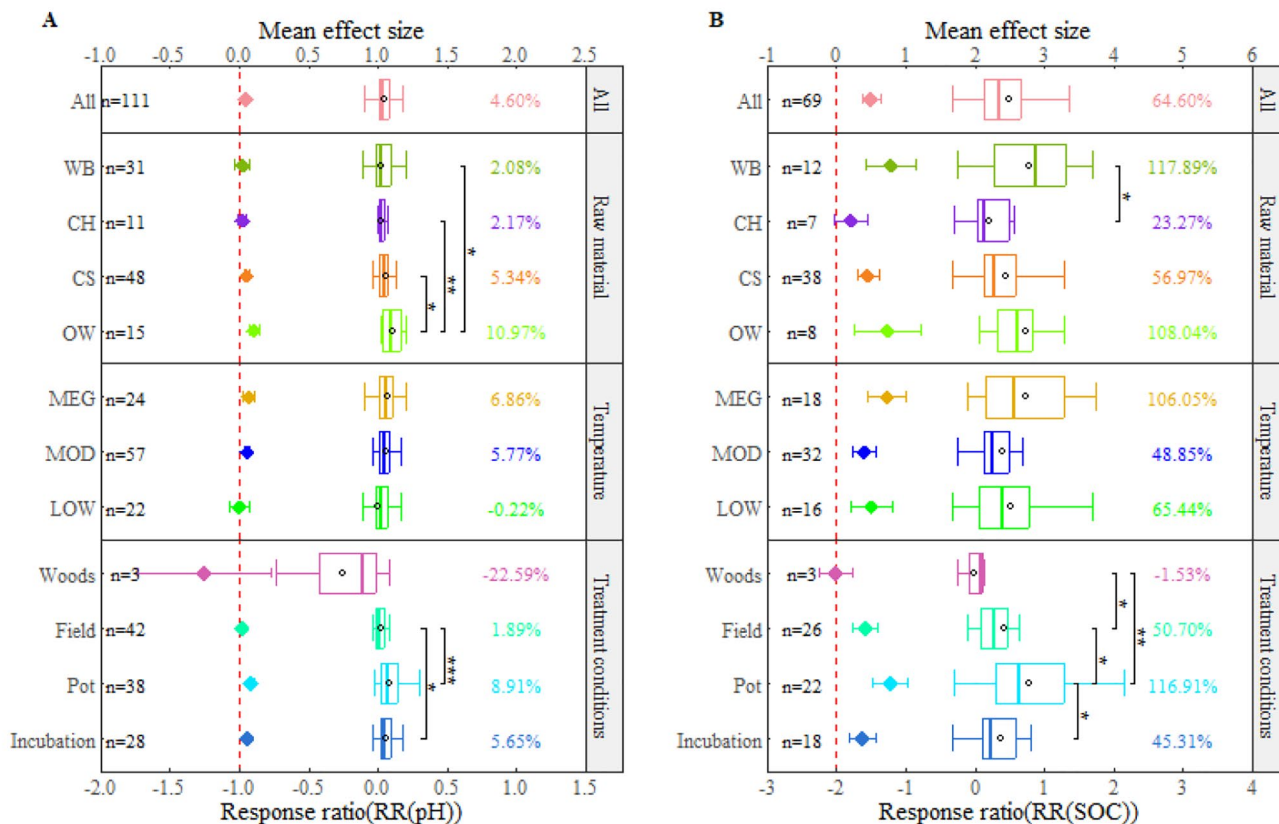 A
Mean effect size
-1.0 -0.5 0.0 0.5 1.0 1.5 2.0 2.5
All n=111 4.60% All
WB n=31 2.08%
CH n=11 2.17%
CS n=48 5.34%
OW n=15 10.97%
Raw material
* *** *
MEG n=24 6.86%
MOD n=57 5.77%
LOW n=22 -0.22%
Temperature
Woods n=3 -22.59%
Field n=42 1.89%
Pot n=38 8.91%
Incubation n=28 5.65%
Treatment conditions
* ****
-2.0 -1.5 -1.0 -0.5 0.0 0.5 1.0 1.5
Response ratio(RR(pH))
B
Mean effect size
-1 0 1 2 3 4 5 6
All n=69 64.60% All
WB n=12 117.89%
CH n=7 23.27%
CS n=38 56.97%
OW n=8 108.04%
Raw material
*
MEG n=18 106.05%
MOD n=32 48.85%
LOW n=16 65.44%
Temperature
Woods n=3 -1.53%
Field n=26 50.70%
Pot n=22 116.91%
Incubation n=18 45.31%
Treatment conditions
* ** * *
-3 -2 -1 0 1 2 3 4
Response ratio(RR(SOC))